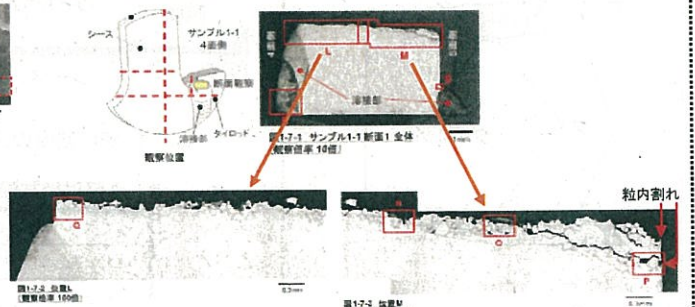 シース
サンプル1-1
4面側
断面観察
溶接部
タイロッド
観察位置
L
M
溶接部
図1-7-1 サンプル1-1 断面1 全体
(観察倍率 10倍)
1mm
粒内割れ
Q
O
P
図1-7-2 位置L
(観察倍率 100倍)
0.3mm
図1-7-2 位置M